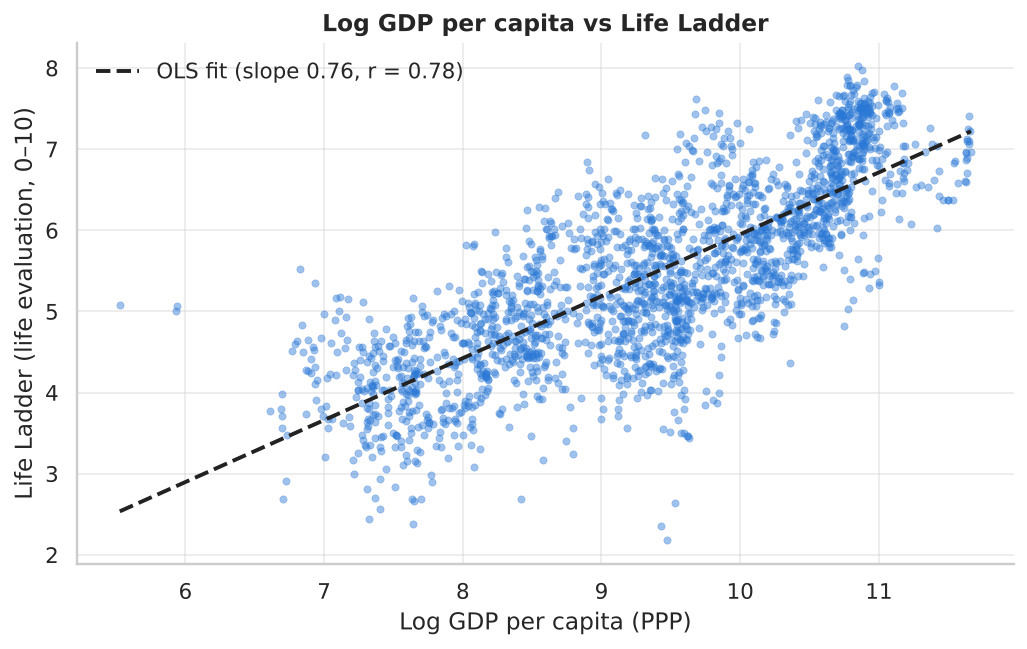 Log GDP per capita vs Life Ladder
OLS fit (slope 0.76, r = 0.78)
Life Ladder (life evaluation, 0–10)
8
7
6
5
4
3
2
6 7 8 9 10 11
Log GDP per capita (PPP)